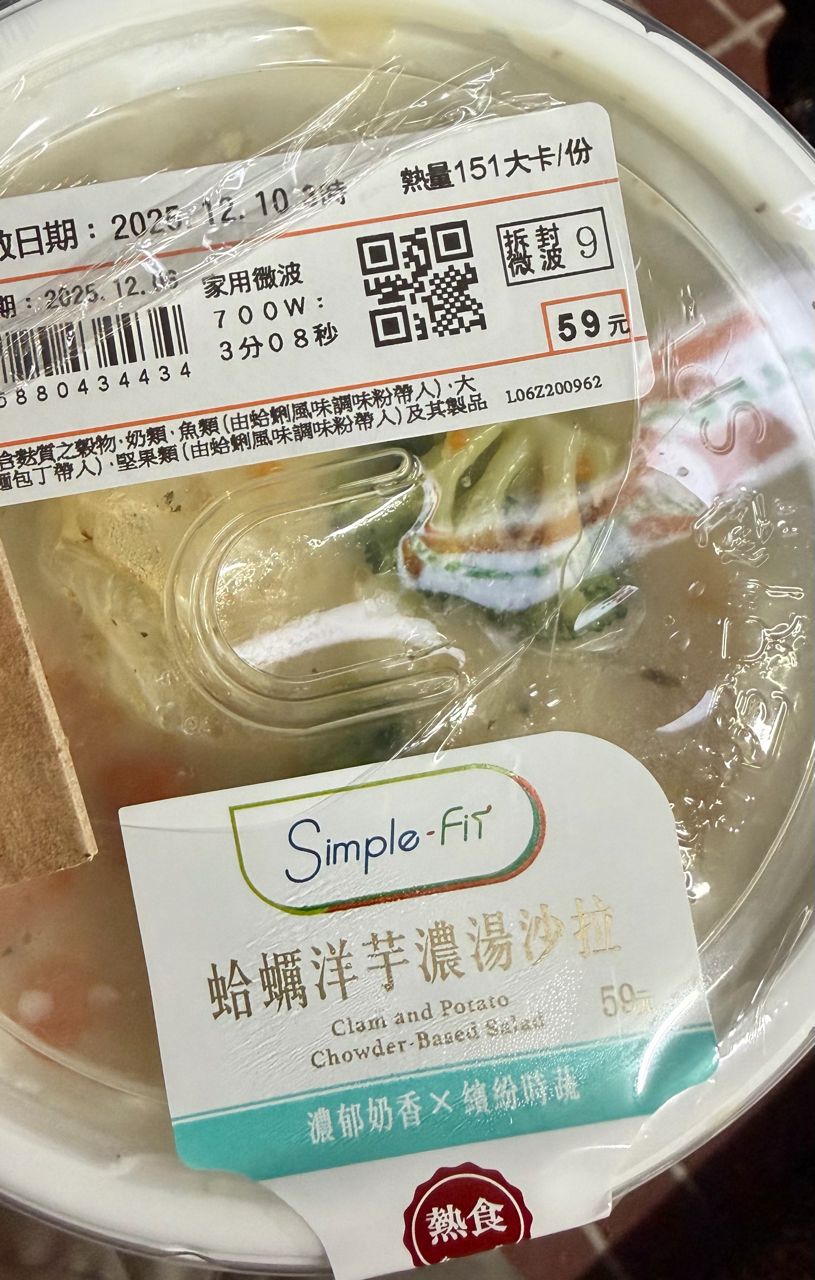 熱量151大卡/份
效日期：2025.12.10 3時
期：2025.12.06
家用微波
700W：
3分08秒
拆封
微波 9
59元
5880434434
L06Z200962
含麩質之穀物、奶類、魚類(由蛤蜊風味調味粉帶入)、大
麵包丁帶入)、堅果類(由蛤蜊風味調味粉帶入)及其製品
Simple-Fit
蛤蠣洋芋濃湯沙拉
Clam and Potato
Chowder-Based Salad
59元
濃郁奶香×繽紛時蔬
熱食